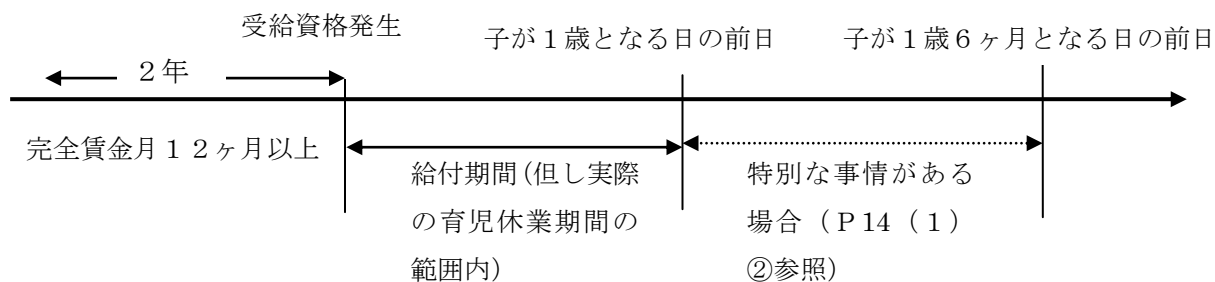 受給資格発生
子が１歳となる日の前日
子が１歳６ヶ月となる日の前日
２年
完全賃金月１２ヶ月以上
給付期間（但し実際
の育児休業期間の
範囲内）
特別な事情がある
場合（Ｐ14（１）
②参照）